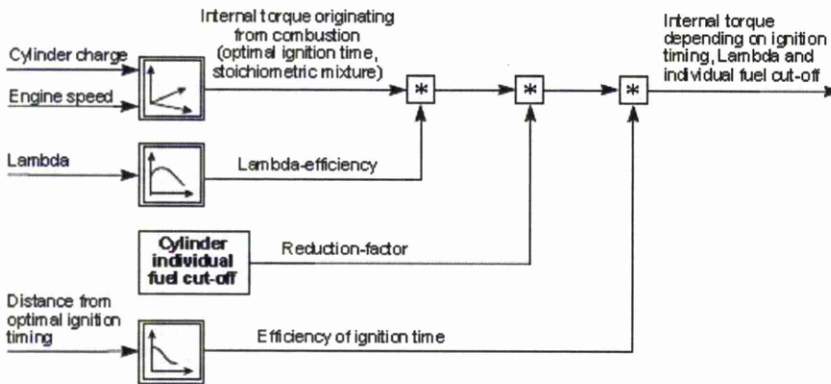 Cylinder charge
Engine speed
Internal torque originating
from combustion
(optimal ignition time,
stoichiometric mixture)
*
*
*
Internal torque
depending on ignition
timing, Lambda and
individual fuel cut-off
Lambda
Lambda-efficiency
Cylinder
individual
fuel cut-off
Reduction-factor
Distance from
optimal ignition
timing
Efficiency of ignition time